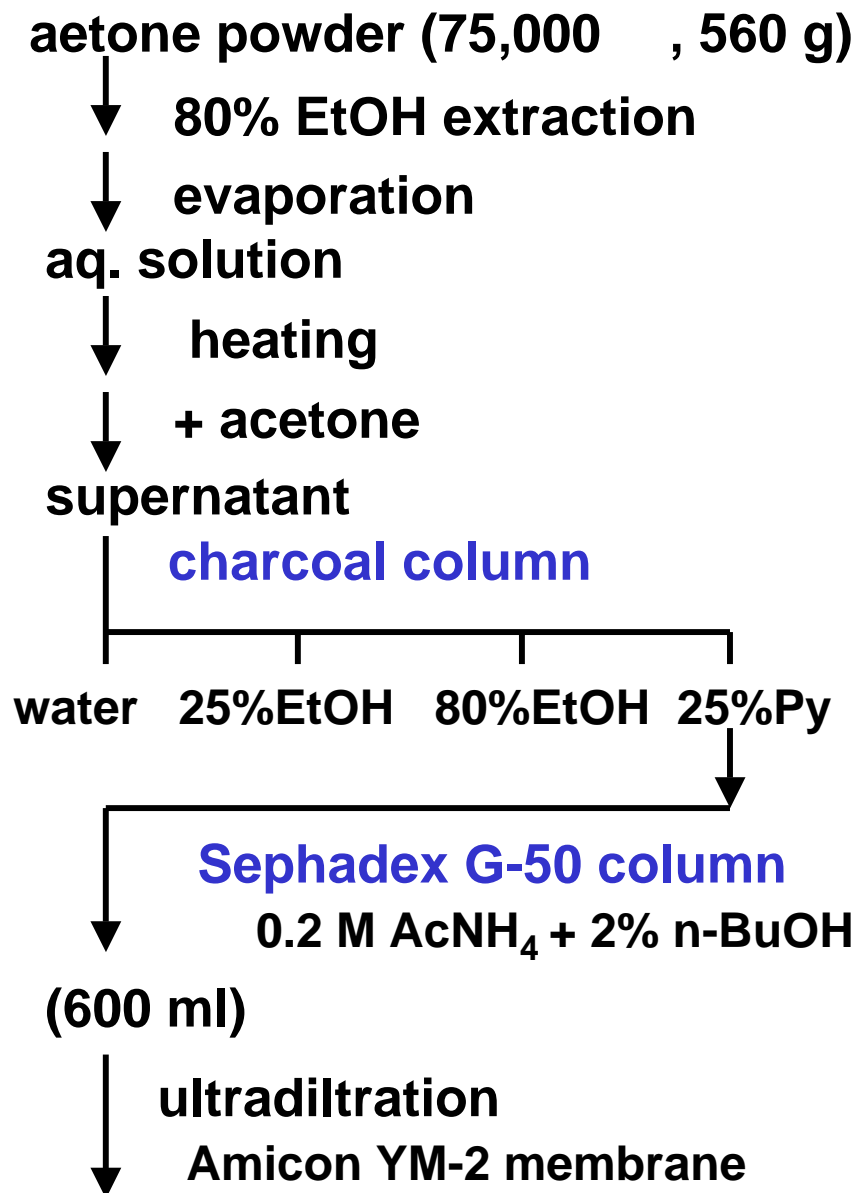 aetone powder (75,000 , 560 g)
80% EtOH extraction
evaporation
aq. solution
heating
+ acetone
supernatant
charcoal column
water 25%EtOH 80%EtOH 25%Py
Sephadex G-50 column
0.2 M AcNH₄ + 2% n-BuOH
(600 ml)
ultradiltration
Amicon YM-2 membrane